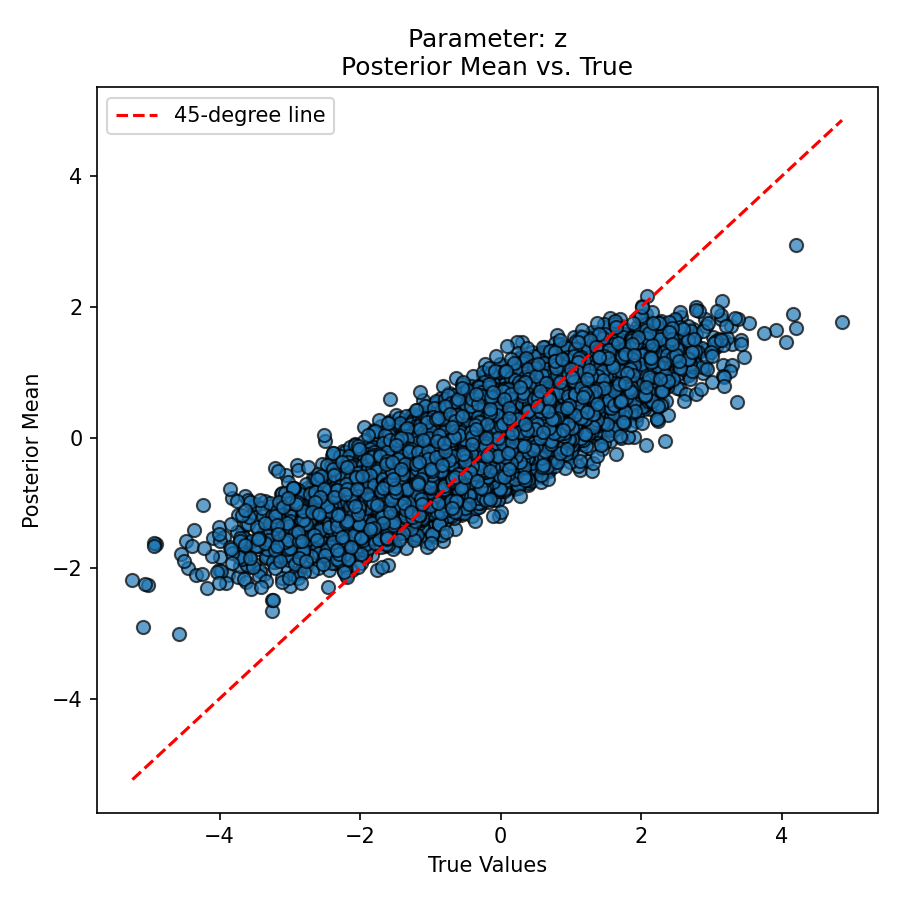 Parameter: z
Posterior Mean vs. True
45-degree line
4
2
0
−2
−4
Posterior Mean
−4
−2
0
2
4
True Values